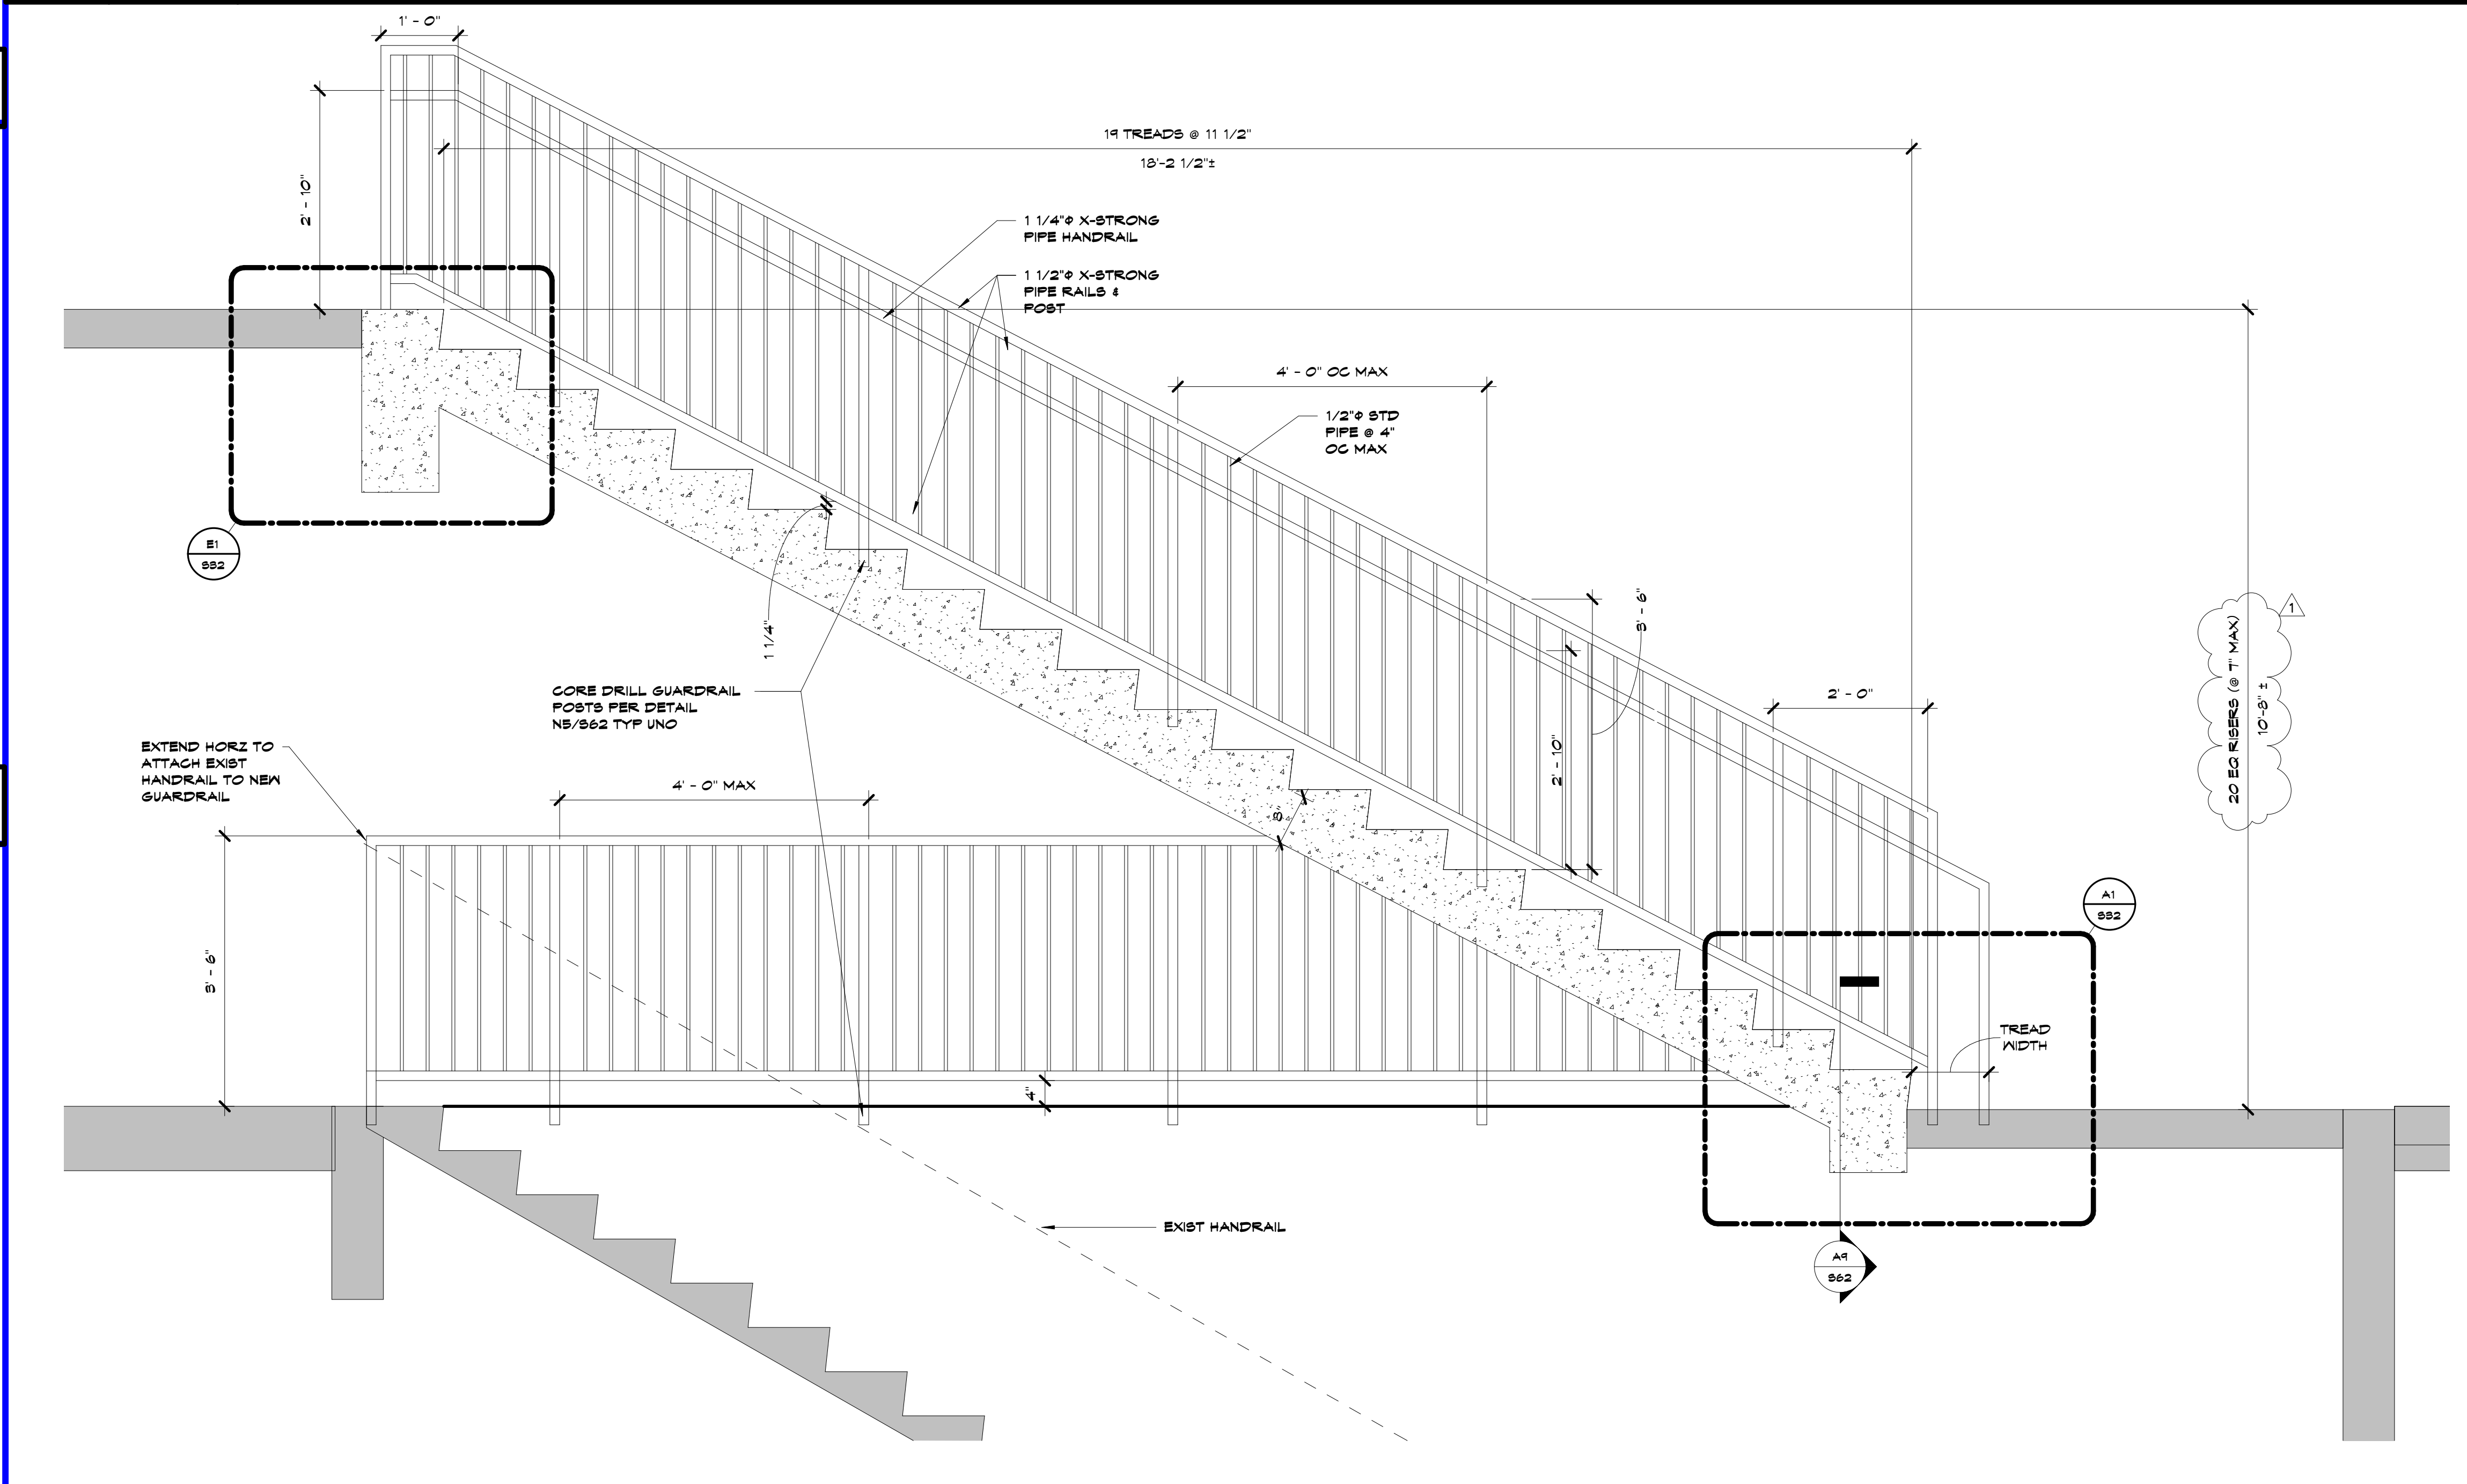 1' - 0"
19 TREADS @ 11 1/2"
18'-2 1/2"±
2' - 10"
1 1/4"Φ X-STRONG
PIPE HANDRAIL
1 1/2"Φ X-STRONG
PIPE RAILS &
POST
4' - 0" OC MAX
1/2"Φ STD
PIPE @ 4"
OC MAX
E1
S32
1 1/4"
3' - 6"
1
20 EQ RISERS (@ 7" MAX)
10'-8" ±
CORE DRILL GUARDRAIL
POSTS PER DETAIL
N5/S62 TYP UNO
2' - 0"
2' - 10"
EXTEND HORZ TO
ATTACH EXIST
HANDRAIL TO NEW
GUARDRAIL
4' - 0" MAX
8"
A1
S32
3' - 6"
TREAD
WIDTH
4"
EXIST HANDRAIL
A9
S62